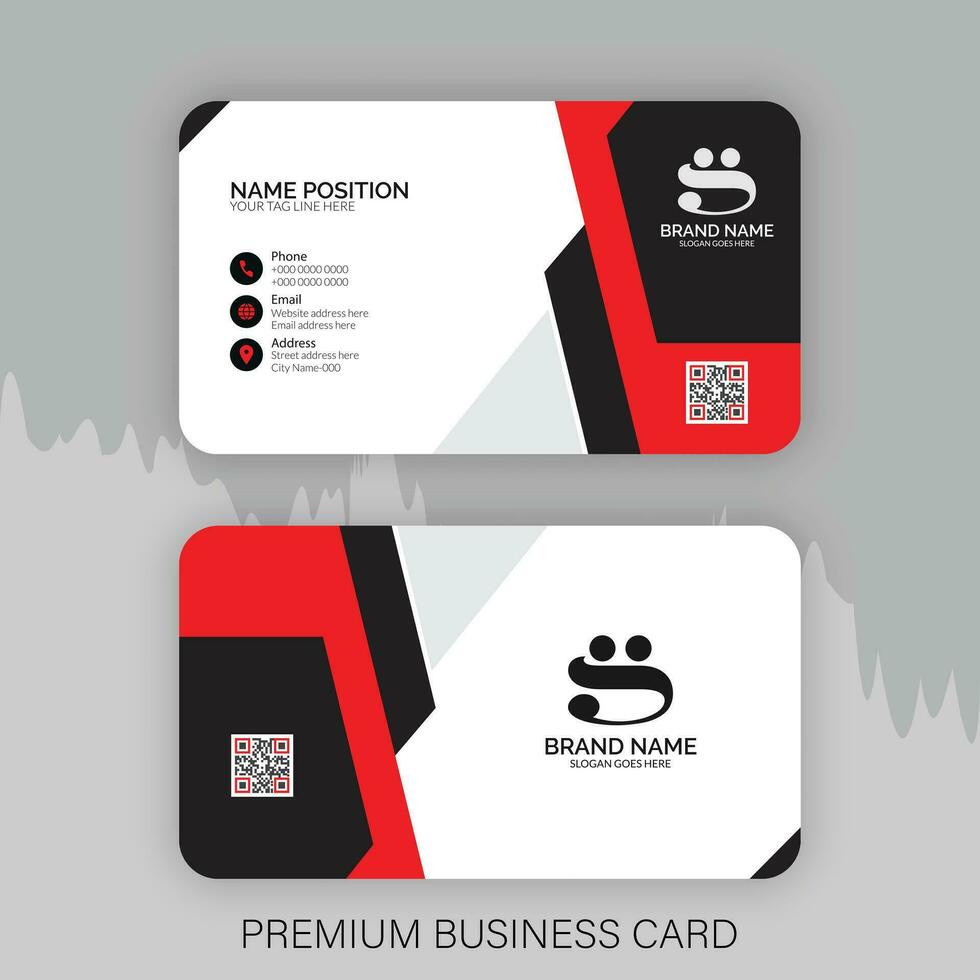 NAME POSITION
YOUR TAG LINE HERE
Phone
+000 0000 0000
+000 0000 0000
Email
Website address here
Email address here
Address
Street address here
City Name-000
BRAND NAME
SLOGAN GOES HERE
BRAND NAME
SLOGAN GOES HERE
PREMIUM BUSINESS CARD